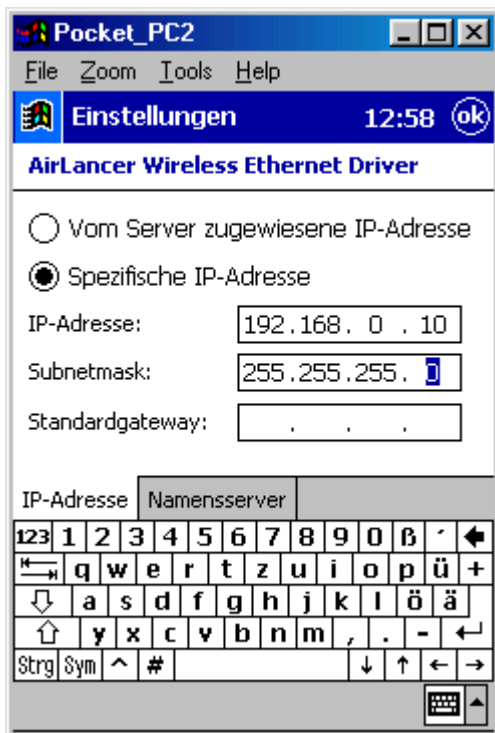 Pocket_PC2
File Zoom Tools Help
Einstellungen 12:58 ok
AirLancer Wireless Ethernet Driver
Vom Server zugewiesene IP-Adresse
Spezifische IP-Adresse
IP-Adresse: 192.168. 0 . 10
Subnetmask: 255.255.255. 0
Standardgateway: . . .
IP-Adresse Namensserver
123 1 2 3 4 5 6 7 8 9 0 ß ´
q w e r t z u i o p ü +
a s d f g h j k l ö ä
y x c v b n m , . -
Strg Sym ^ # ↓ ↑ ← →